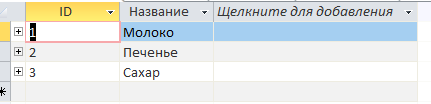 ID Название Щелкните для добавления
1 Молоко
2 Печенье
3 Сахар